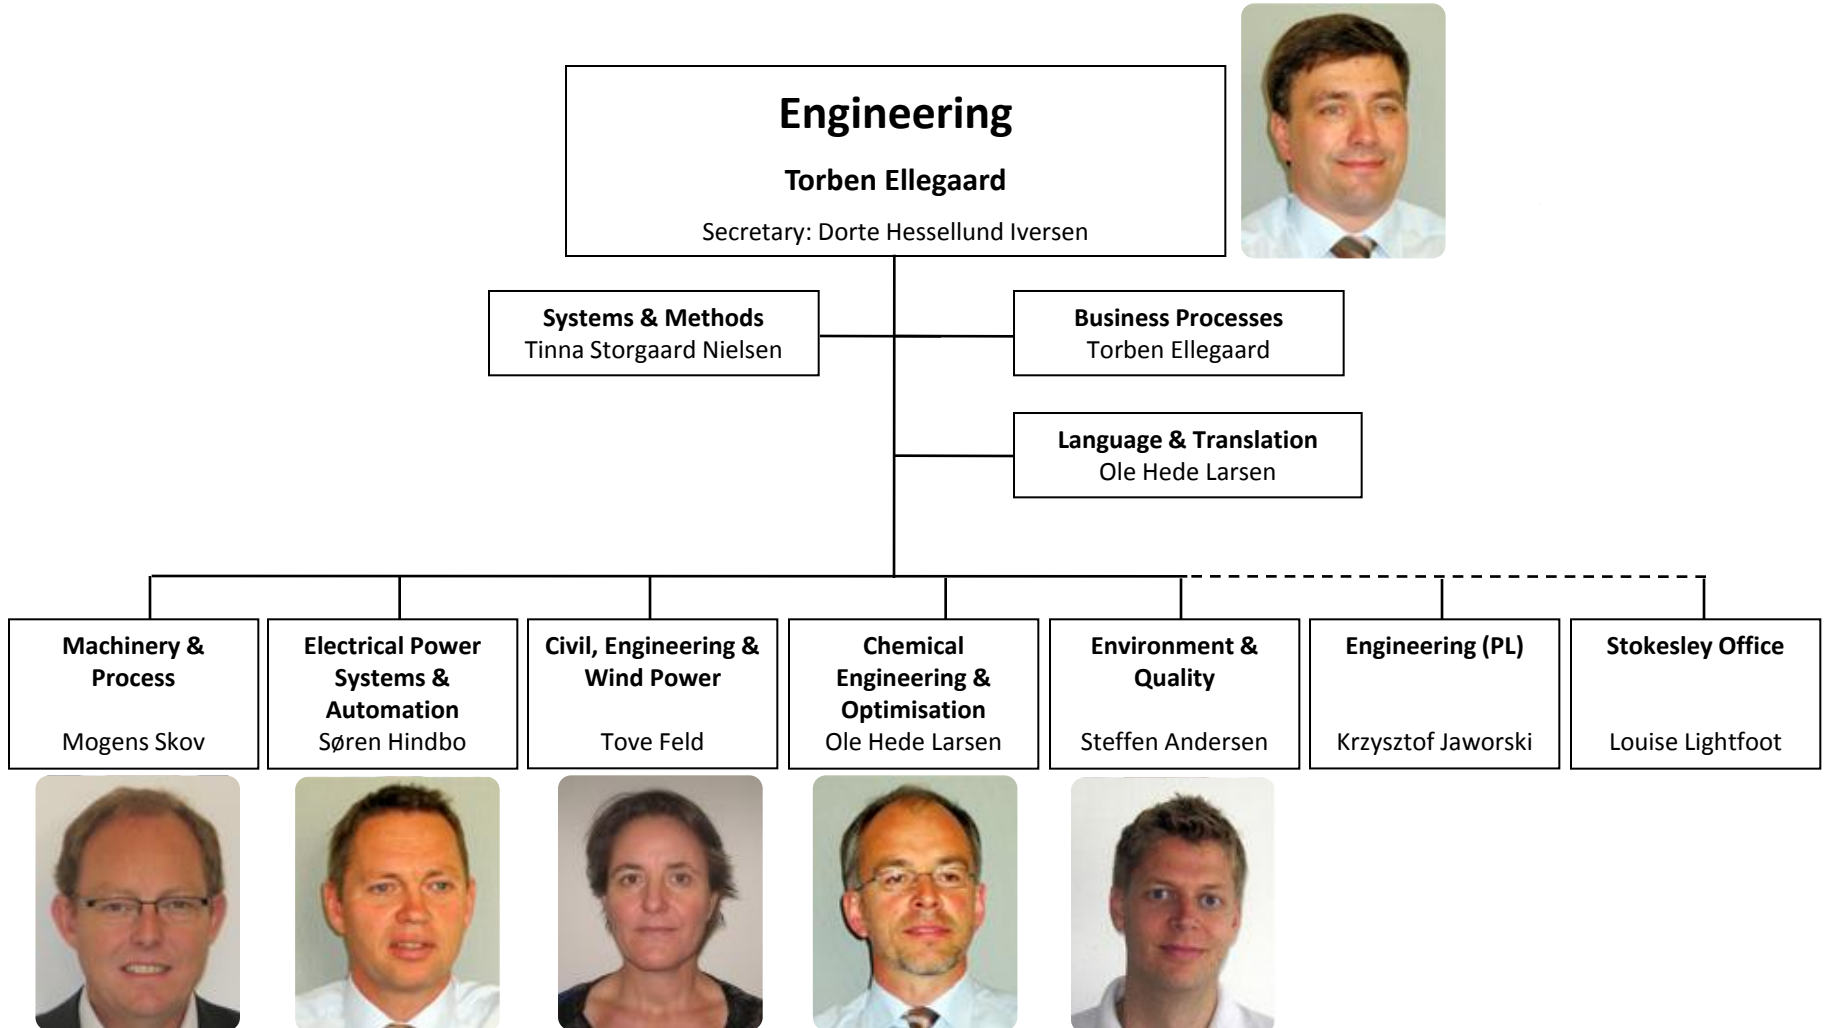 Engineering
Torben Ellegaard
Secretary: Dorte Hessellund Iversen
Systems & Methods
Tinna Storgaard Nielsen
Business Processes
Torben Ellegaard
Language & Translation
Ole Hede Larsen
Machinery &
Process
Mogens Skov
Electrical Power
Systems &
Automation
Søren Hindbo
Civil, Engineering &
Wind Power
Tove Feld
Chemical
Engineering &
Optimisation
Ole Hede Larsen
Environment &
Quality
Steffen Andersen
Engineering (PL)
Krzysztof Jaworski
Stokesley Office
Louise Lightfoot